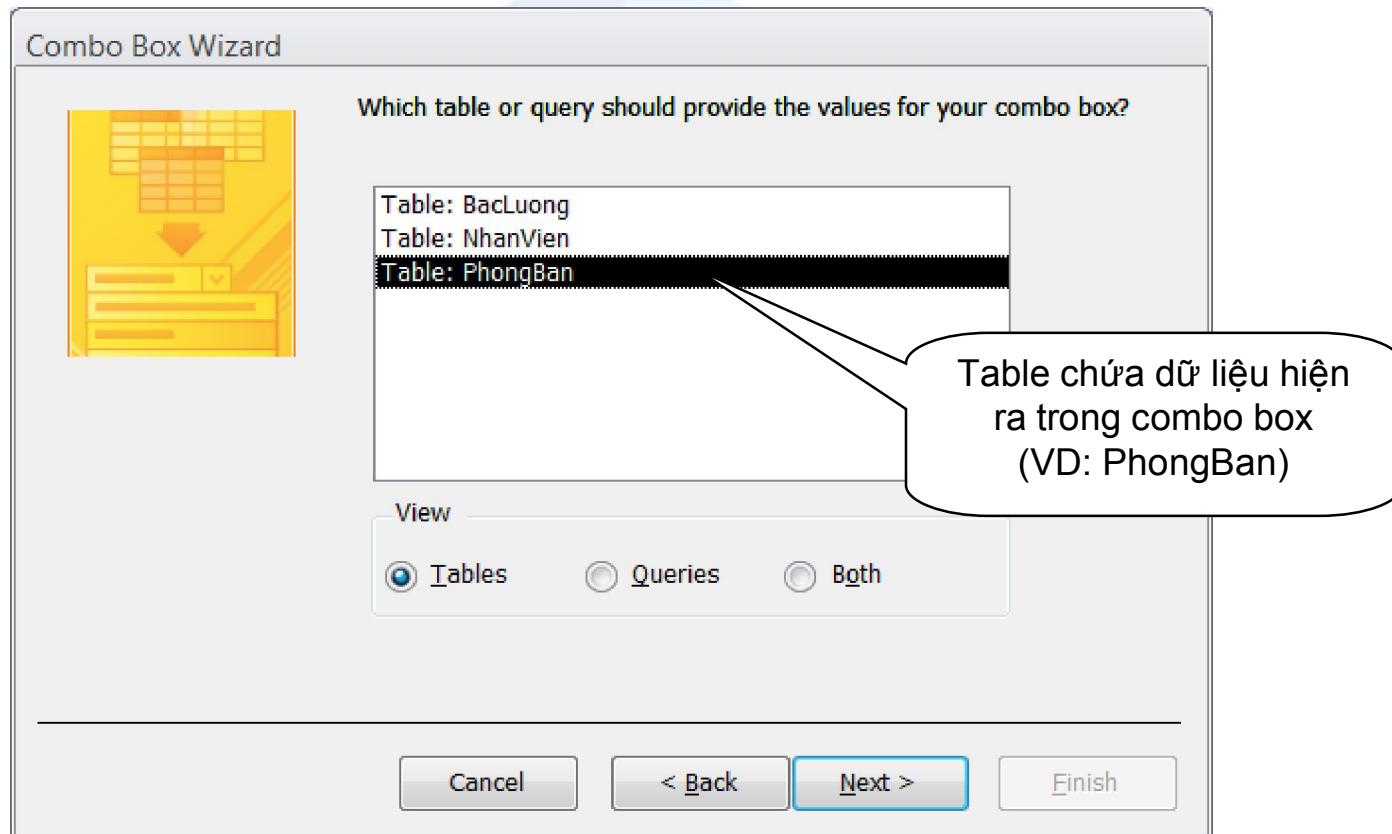 Combo Box Wizard
Which table or query should provide the values for your combo box?
Table: BacLuong
Table: NhanVien
Table: PhongBan
Table chứa dữ liệu hiện
ra trong combo box
(VD: PhongBan)
View
Tables Queries Both
Cancel < Back Next > Finish